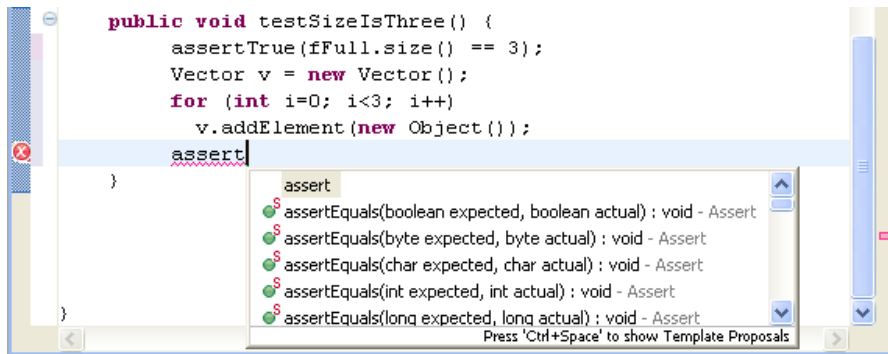 public void testSizeIsThree() {
assertTrue(fFull.size() == 3);
Vector v = new Vector();
for (int i=0; i<3; i++)
v.addElement(new Object());
assert
}
assert
S assertEquals(boolean expected, boolean actual) : void - Assert
S assertEquals(byte expected, byte actual) : void - Assert
S assertEquals(char expected, char actual) : void - Assert
S assertEquals(int expected, int actual) : void - Assert
S assertEquals(long expected, long actual) : void - Assert
}
Press 'Ctrl+Space' to show Template Proposals